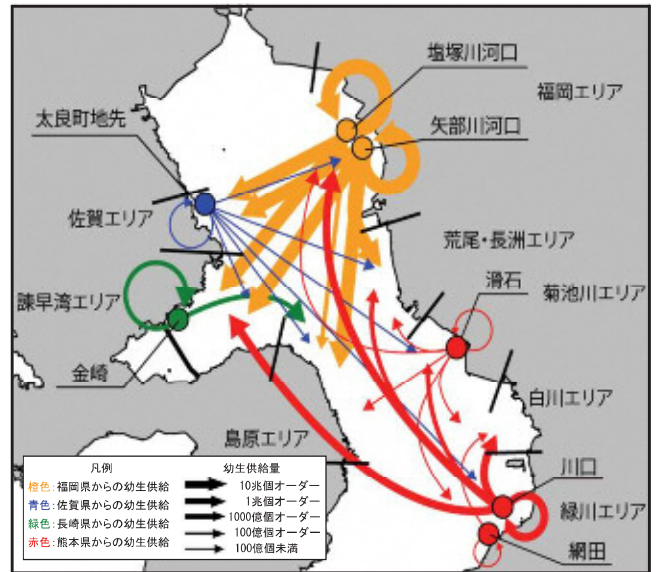 塩塚川河口
福岡エリア
矢部川河口
太良町地先
佐賀エリア
荒尾・長洲エリア
滑石
菊池川エリア
諫早湾エリア
金崎
白川エリア
島原エリア
川口
緑川エリア
網田
凡例
橙色:福岡県からの幼生供給
青色:佐賀県からの幼生供給
緑色:長崎県からの幼生供給
赤色:熊本県からの幼生供給
幼生供給量
10兆個オーダー
1兆個オーダー
1000億個オーダー
100億個オーダー
100億個未満